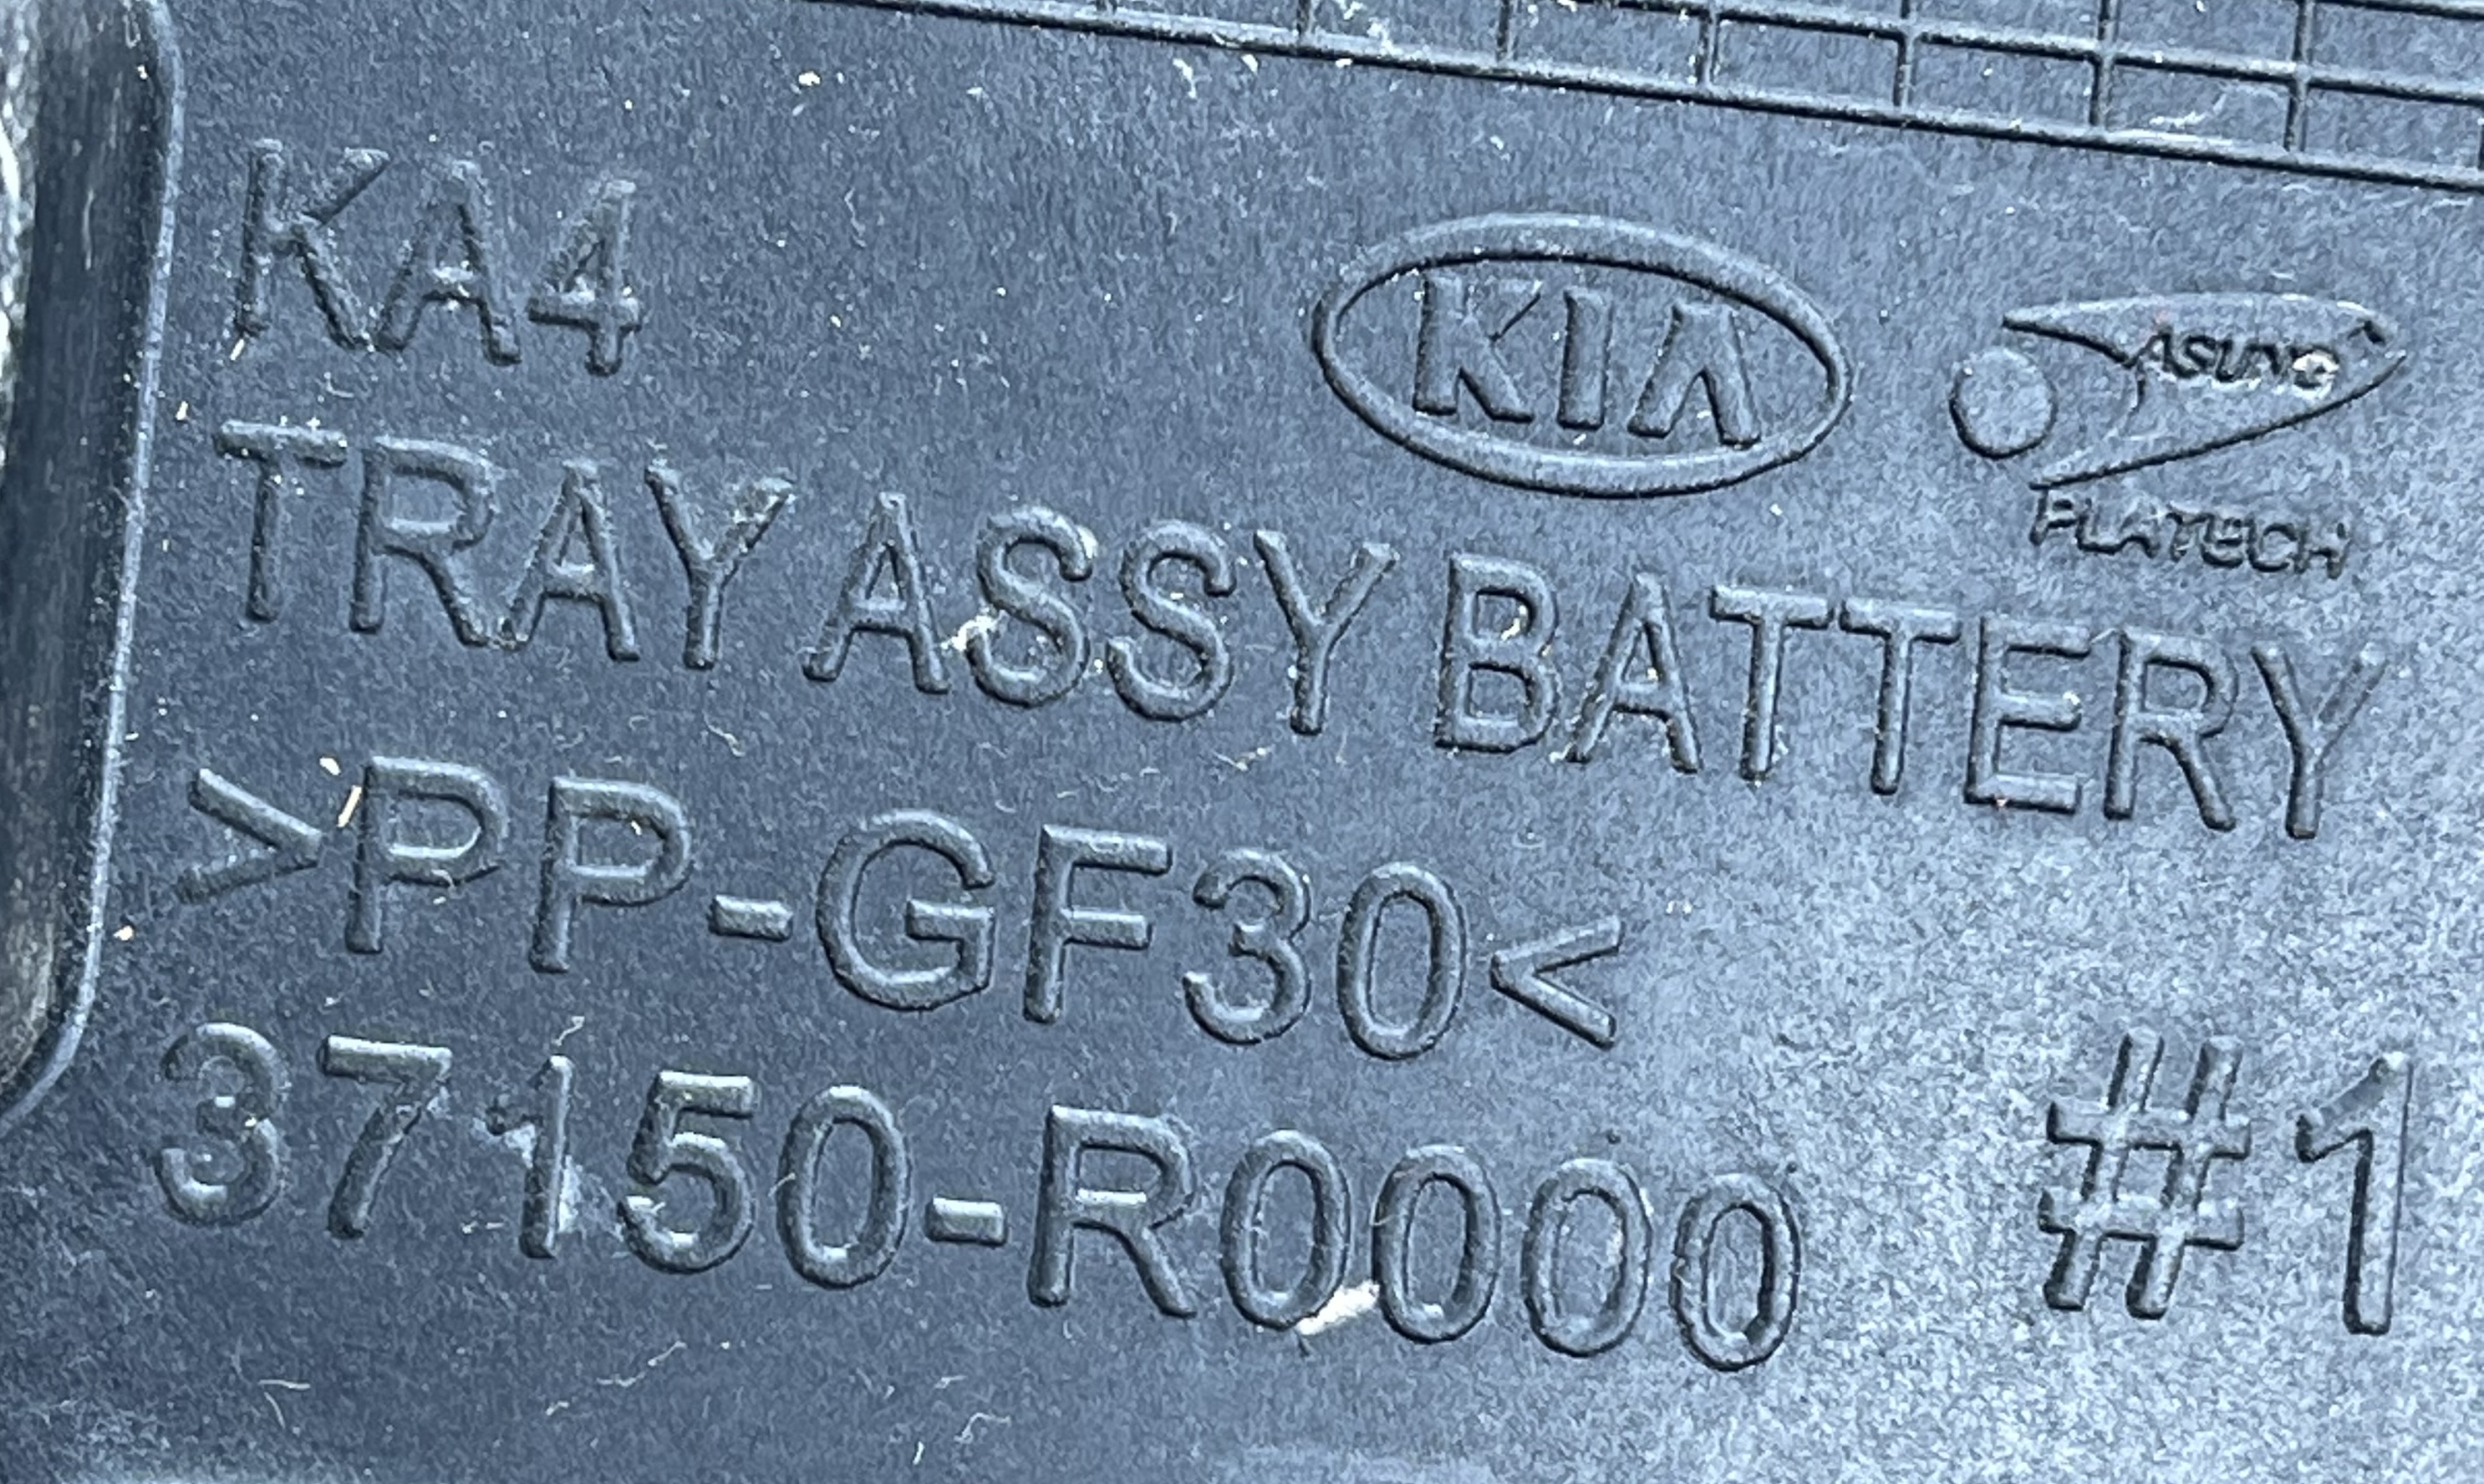 KA4
KIA
ASUNG
PLATECH
TRAY ASSY BATTERY
>PP-GF30<
37150-R0000
#1